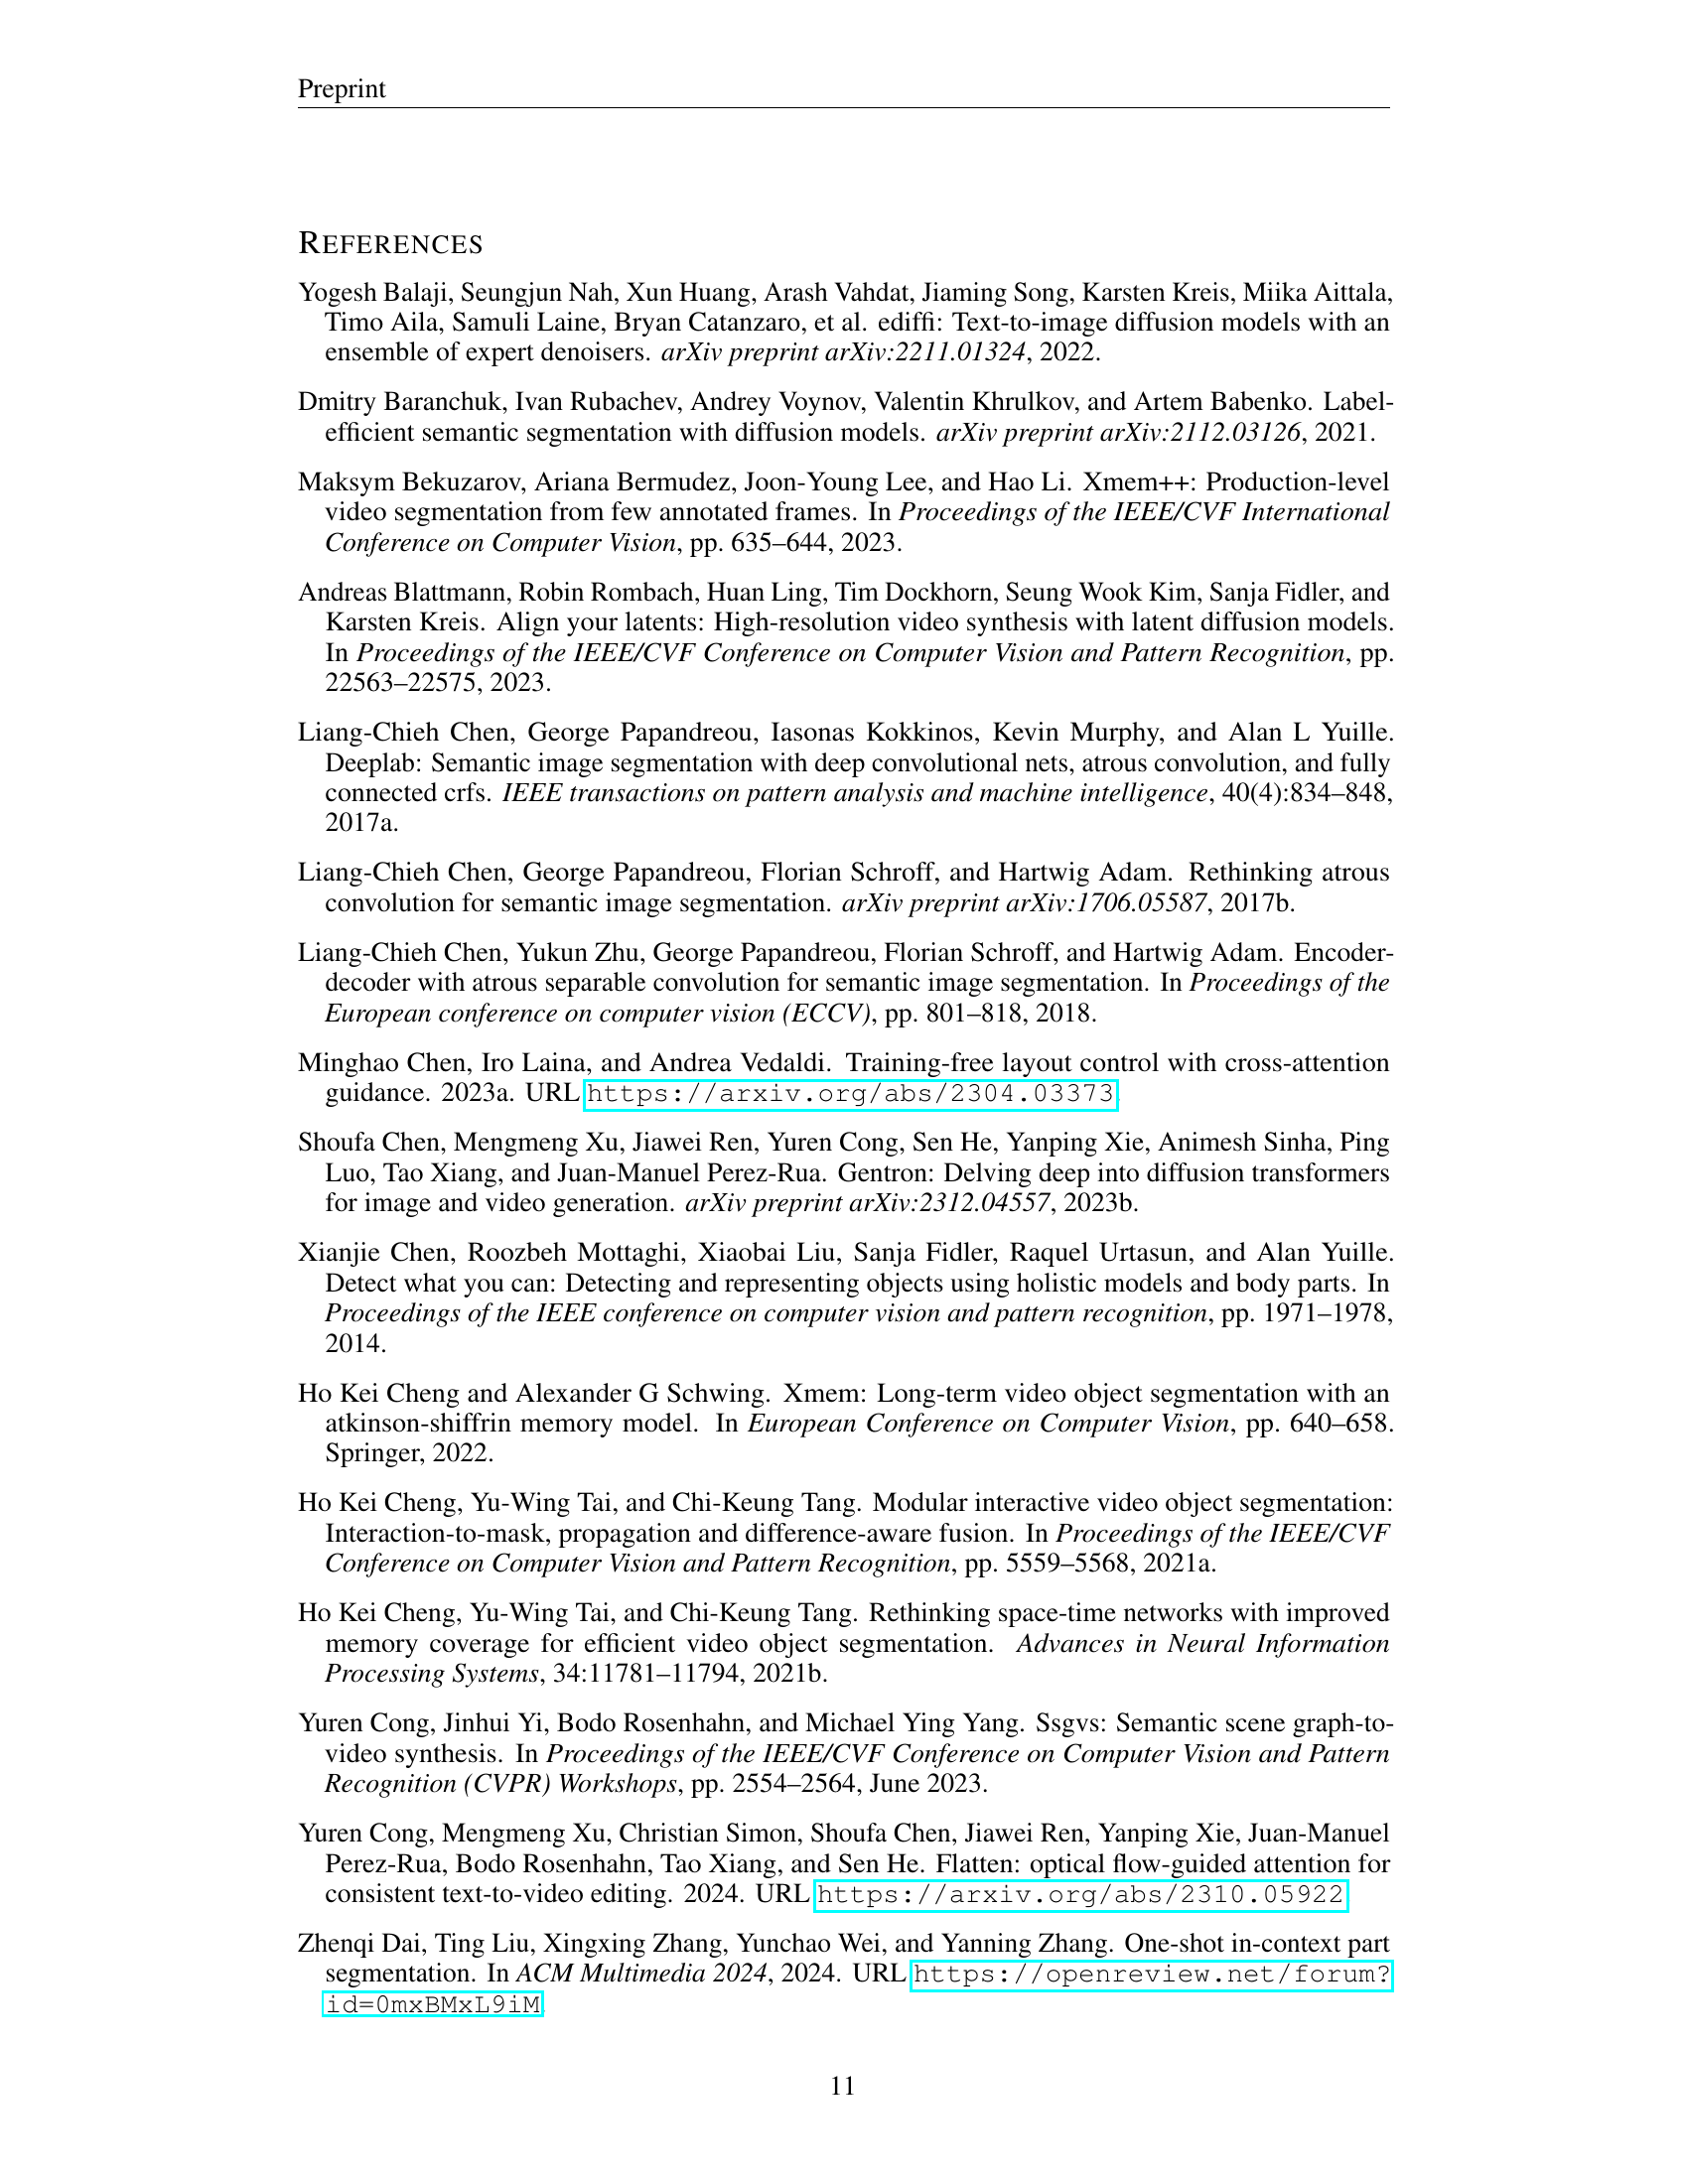 Preprint
REFERENCES
Yogesh Balaji, Seungjun Nah, Xun Huang, Arash Vahdat, Jiaming Song, Karsten Kreis, Miika Aittala,
Timo Aila, Samuli Laine, Bryan Catanzaro, et al. ediffi: Text-to-image diffusion models with an
ensemble of expert denoisers. arXiv preprint arXiv:2211.01324, 2022.
Dmitry Baranchuk, Ivan Rubachev, Andrey Voynov, Valentin Khrulkov, and Artem Babenko. Label-
efficient semantic segmentation with diffusion models. arXiv preprint arXiv:2112.03126, 2021.
Maksym Bekuzarov, Ariana Bermudez, Joon-Young Lee, and Hao Li. Xmem++: Production-level
video segmentation from few annotated frames. In Proceedings of the IEEE/CVF International
Conference on Computer Vision, pp. 635–644, 2023.
Andreas Blattmann, Robin Rombach, Huan Ling, Tim Dockhorn, Seung Wook Kim, Sanja Fidler, and
Karsten Kreis. Align your latents: High-resolution video synthesis with latent diffusion models.
In Proceedings of the IEEE/CVF Conference on Computer Vision and Pattern Recognition, pp.
22563–22575, 2023.
Liang-Chieh Chen, George Papandreou, Iasonas Kokkinos, Kevin Murphy, and Alan L Yuille.
Deeplab: Semantic image segmentation with deep convolutional nets, atrous convolution, and fully
connected crfs. IEEE transactions on pattern analysis and machine intelligence, 40(4):834–848,
2017a.
Liang-Chieh Chen, George Papandreou, Florian Schroff, and Hartwig Adam. Rethinking atrous
convolution for semantic image segmentation. arXiv preprint arXiv:1706.05587, 2017b.
Liang-Chieh Chen, Yukun Zhu, George Papandreou, Florian Schroff, and Hartwig Adam. Encoder-
decoder with atrous separable convolution for semantic image segmentation. In Proceedings of the
European conference on computer vision (ECCV), pp. 801–818, 2018.
Minghao Chen, Iro Laina, and Andrea Vedaldi. Training-free layout control with cross-attention
guidance. 2023a. URL https://arxiv.org/abs/2304.03373.
Shoufa Chen, Mengmeng Xu, Jiawei Ren, Yuren Cong, Sen He, Yanping Xie, Animesh Sinha, Ping
Luo, Tao Xiang, and Juan-Manuel Perez-Rua. Gentron: Delving deep into diffusion transformers
for image and video generation. arXiv preprint arXiv:2312.04557, 2023b.
Xianjie Chen, Roozbeh Mottaghi, Xiaobai Liu, Sanja Fidler, Raquel Urtasun, and Alan Yuille.
Detect what you can: Detecting and representing objects using holistic models and body parts. In
Proceedings of the IEEE conference on computer vision and pattern recognition, pp. 1971–1978,
2014.
Ho Kei Cheng and Alexander G Schwing. Xmem: Long-term video object segmentation with an
atkinson-shiffrin memory model. In European Conference on Computer Vision, pp. 640–658.
Springer, 2022.
Ho Kei Cheng, Yu-Wing Tai, and Chi-Keung Tang. Modular interactive video object segmentation:
Interaction-to-mask, propagation and difference-aware fusion. In Proceedings of the IEEE/CVF
Conference on Computer Vision and Pattern Recognition, pp. 5559–5568, 2021a.
Ho Kei Cheng, Yu-Wing Tai, and Chi-Keung Tang. Rethinking space-time networks with improved
memory coverage for efficient video object segmentation. Advances in Neural Information
Processing Systems, 34:11781–11794, 2021b.
Yuren Cong, Jinhui Yi, Bodo Rosenhahn, and Michael Ying Yang. Ssgvs: Semantic scene graph-to-
video synthesis. In Proceedings of the IEEE/CVF Conference on Computer Vision and Pattern
Recognition (CVPR) Workshops, pp. 2554–2564, June 2023.
Yuren Cong, Mengmeng Xu, Christian Simon, Shoufa Chen, Jiawei Ren, Yanping Xie, Juan-Manuel
Perez-Rua, Bodo Rosenhahn, Tao Xiang, and Sen He. Flatten: optical flow-guided attention for
consistent text-to-video editing. 2024. URL https://arxiv.org/abs/2310.05922.
Zhenqi Dai, Ting Liu, Xingxing Zhang, Yunchao Wei, and Yanning Zhang. One-shot in-context part
segmentation. In ACM Multimedia 2024, 2024. URL https://openreview.net/forum?
id=0mxBMxL9iM.
11